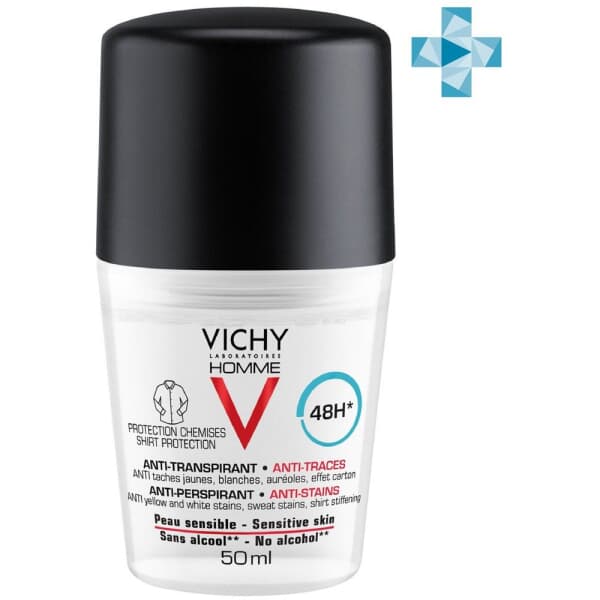 VICHY
LABORATOIRES
HOMME
V
48H*
PROTECTION CHEMISES
SHIRT PROTECTION
ANTI-TRANSPIRANT • ANTI-TRACES
ANTI taches jaunes, blanches, auréoles, effet carton
ANTI-PERSPIRANT • ANTI-STAINS
ANTI yellow and white stains, sweat stains, shirt stiffening
Peau sensible - Sensitive skin
Sans alcool** - No alcohol**
50 ml